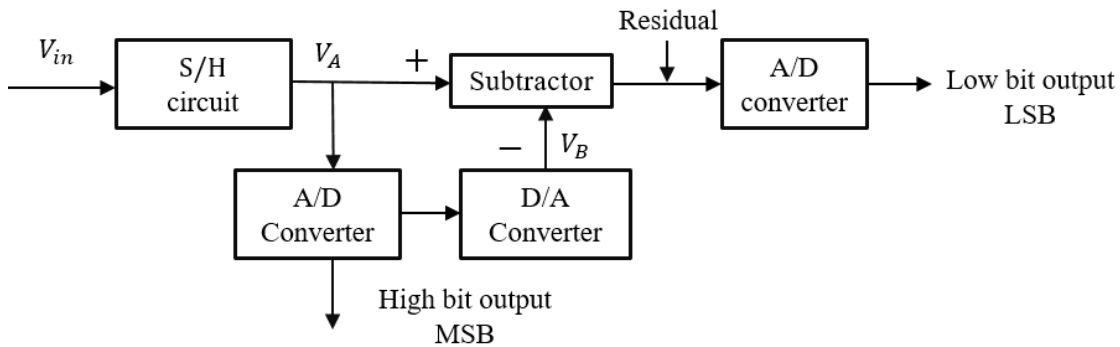 Residual
V_in
S/H
circuit
V_A
+
Subtractor
A/D
converter
Low bit output
LSB
−
V_B
A/D
Converter
D/A
Converter
High bit output
MSB